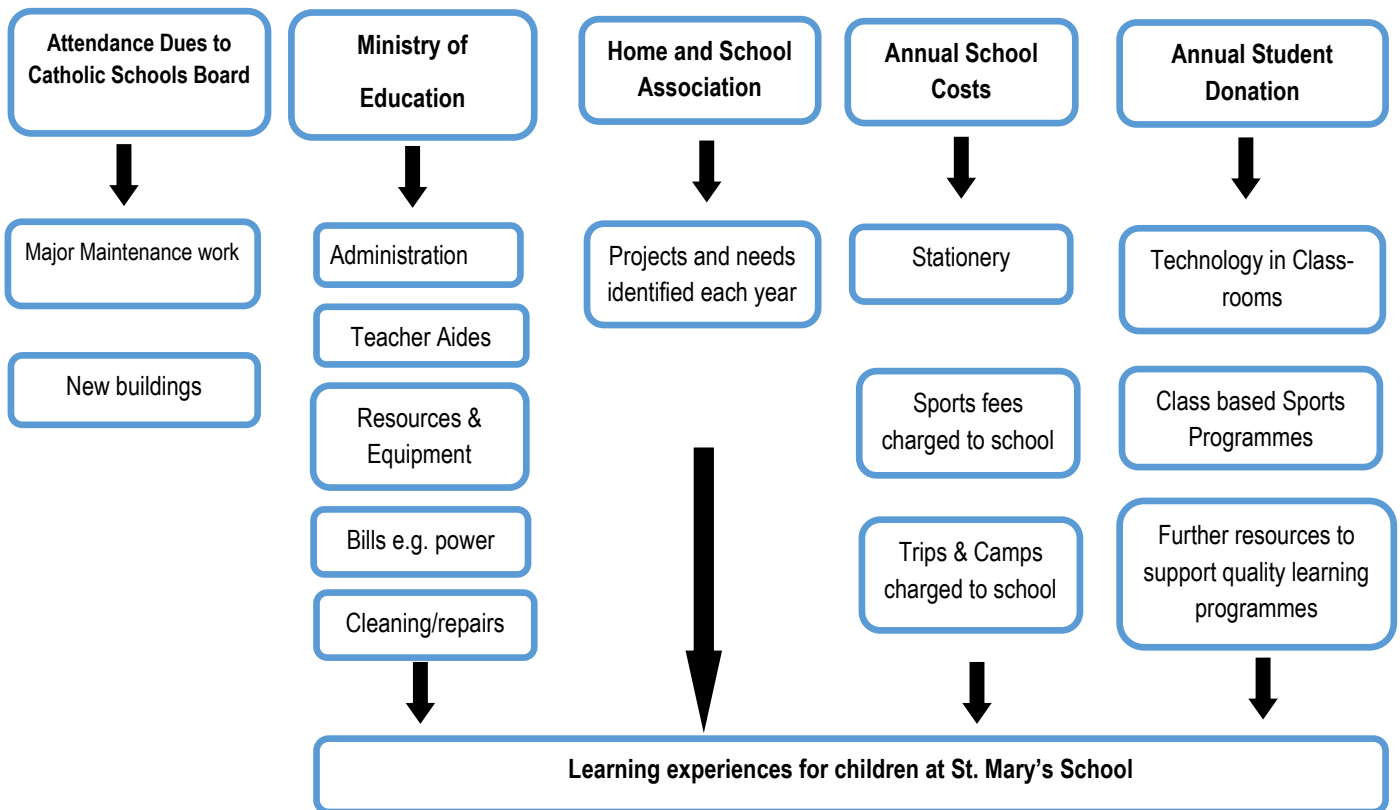 Attendance Dues to
Catholic Schools Board
Major Maintenance work
New buildings
Ministry of
Education
Administration
Teacher Aides
Resources &
Equipment
Bills e.g. power
Cleaning/repairs
Home and School
Association
Projects and needs
identified each year
Annual School
Costs
Stationery
Sports fees
charged to school
Trips & Camps
charged to school
Annual Student
Donation
Technology in Class-
rooms
Class based Sports
Programmes
Further resources to
support quality learning
programmes
Learning experiences for children at St. Mary’s School